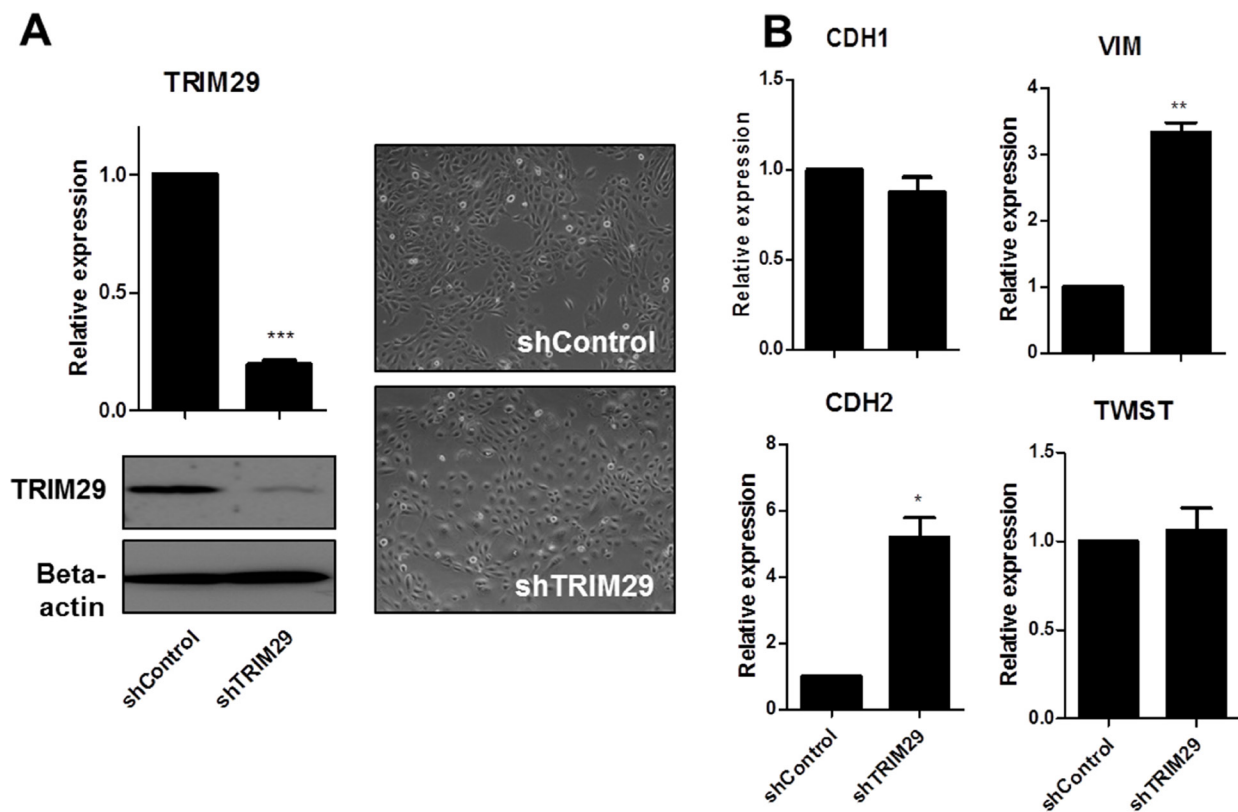 A
TRIM29
Relative expression
1.0
0.5
0.0
***
TRIM29
Beta-
actin
shControl
shTRIM29
shControl
shTRIM29
B
CDH1
Relative expression
1.5
1.0
0.5
0.0
VIM
Relative expression
4
3
2
1
0
**
CDH2
Relative expression
8
6
4
2
0
*
shControl
shTRIM29
TWIST
Relative expression
1.5
1.0
0.5
0.0
shControl
shTRIM29